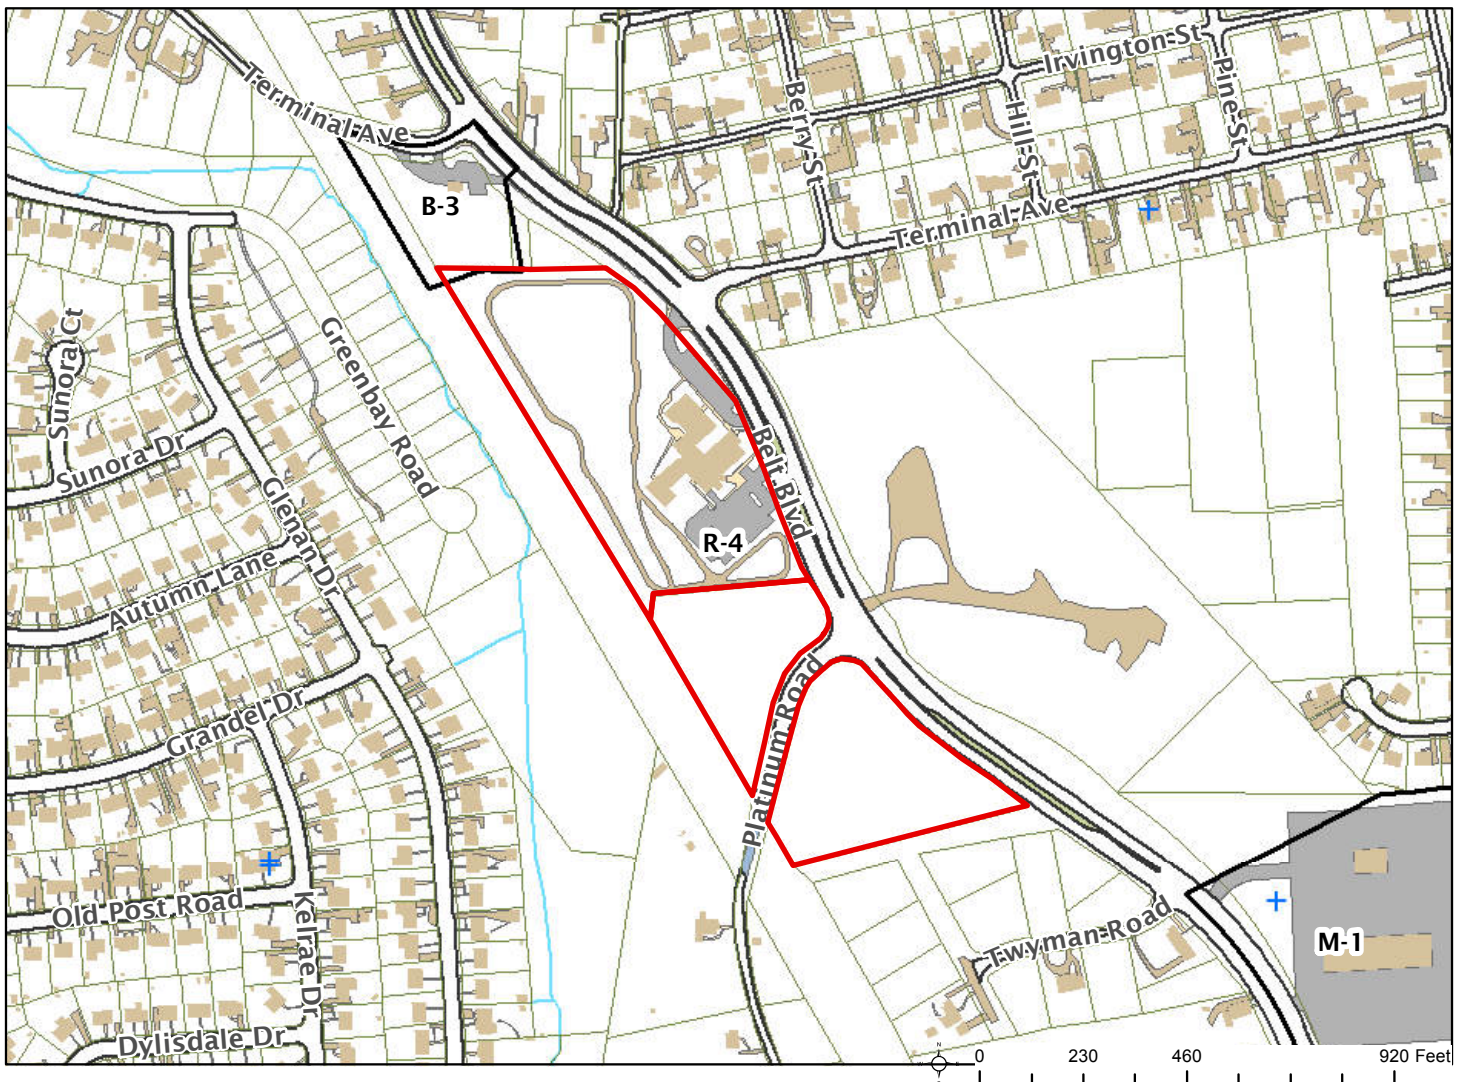 Irvington St
Pine St
Terminal Ave
Berry St
Hill St
B-3
Terminal Ave
Sunoral Ct
Greenbay Road
Sunora Dr
Belt Blvd
Glenan Dr
R-4
Autumn Lane
Platinum Road
Grandel Dr
Old Post Road
Kelrae Dr
Twyman Road
M-1
Dylisdale Dr
N
0 230 460 920 Feet